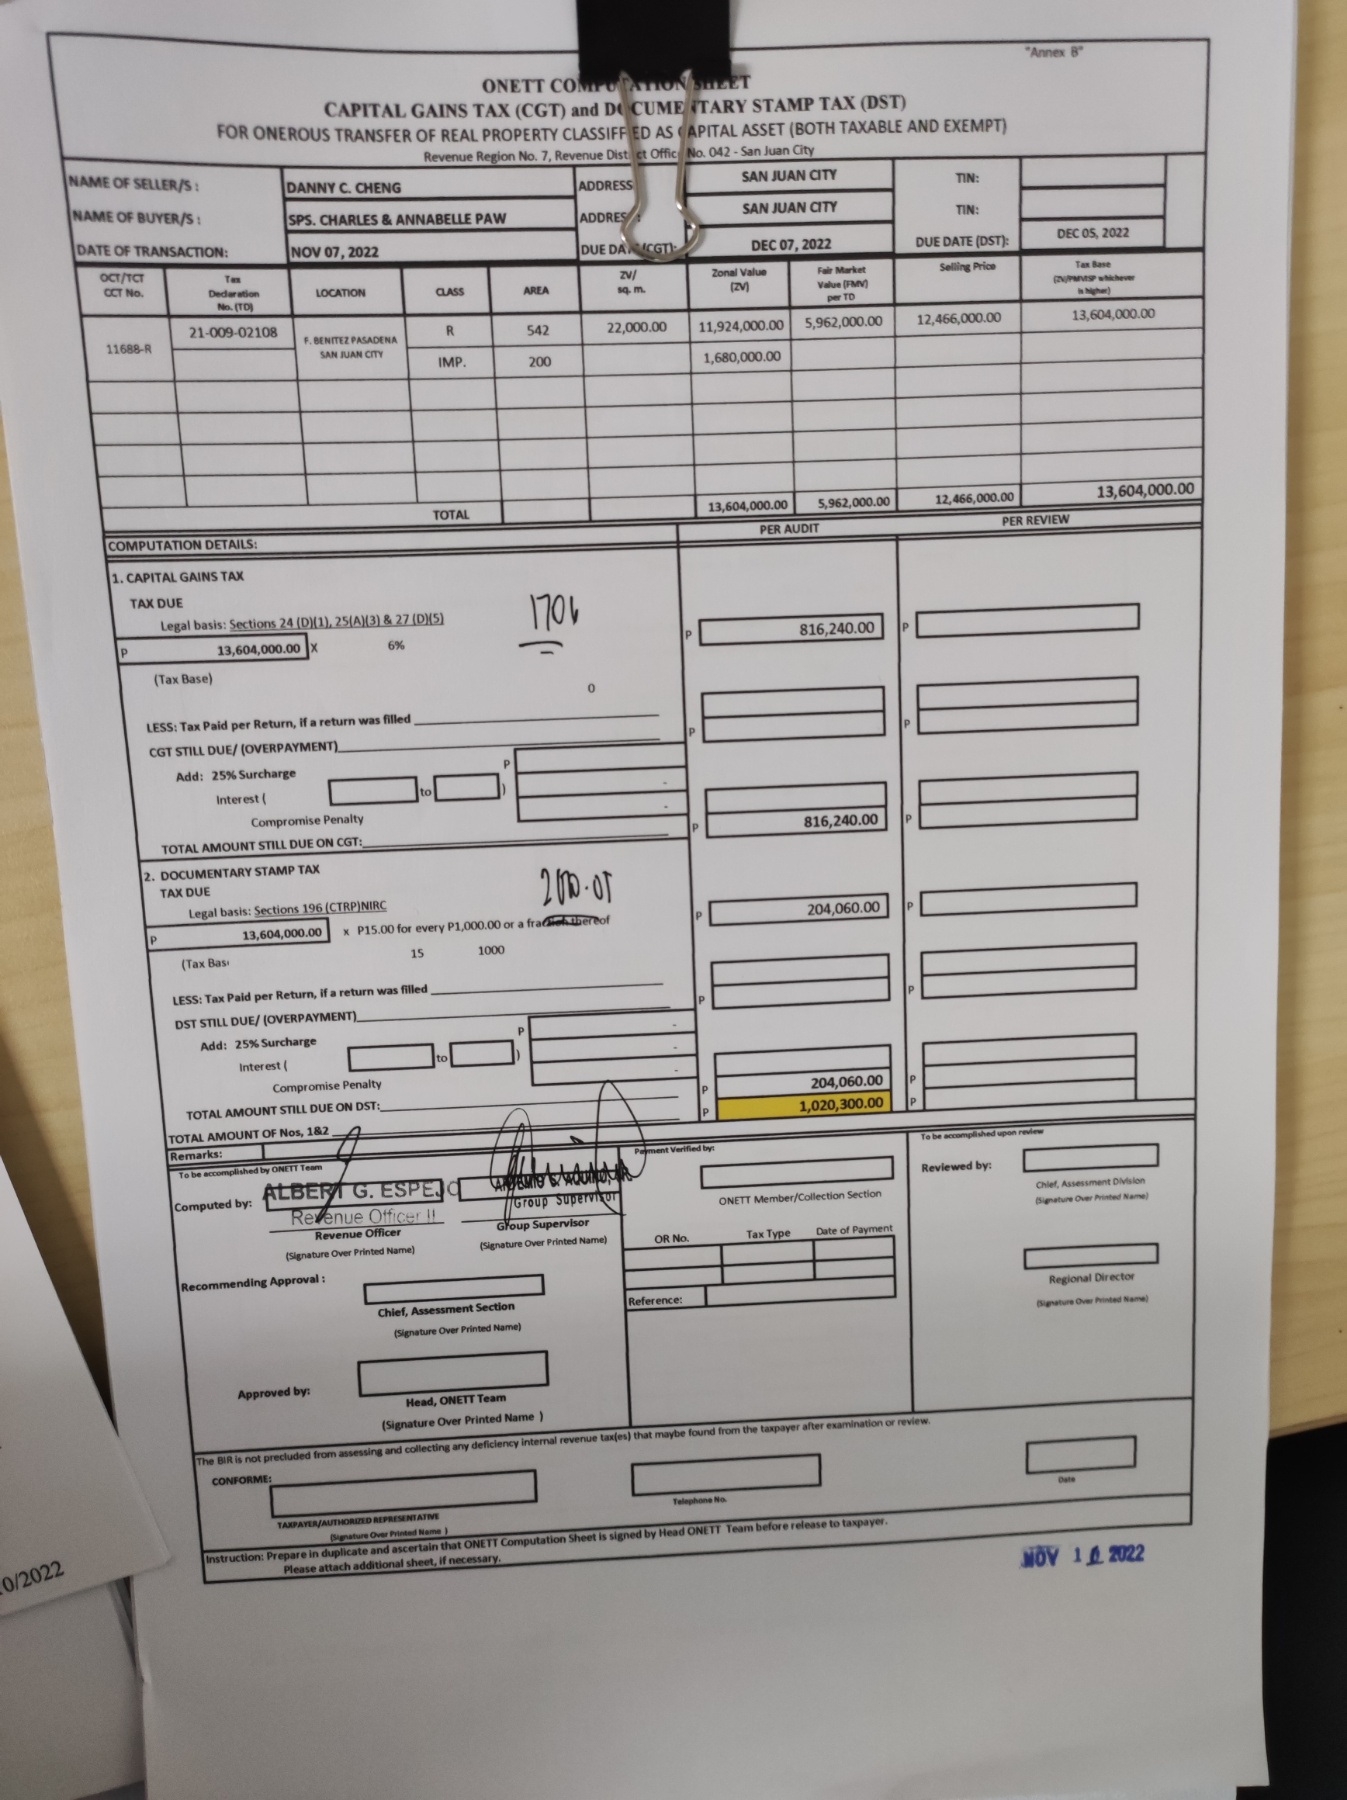 "Annex B"
ONETT COMPUTATION SHEET
CAPITAL GAINS TAX (CGT) and DOCUMENTARY STAMP TAX (DST)
FOR ONEROUS TRANSFER OF REAL PROPERTY CLASSIFFIED AS CAPITAL ASSET (BOTH TAXABLE AND EXEMPT)
Revenue Region No. 7, Revenue District Office No. 042 - San Juan City
NAME OF SELLER/S : DANNY C. CHENG ADDRESS SAN JUAN CITY TIN:
NAME OF BUYER/S : SPS. CHARLES & ANNABELLE PAW ADDRESS: SAN JUAN CITY TIN:
DATE OF TRANSACTION: NOV 07, 2022 DUE DATE (CGT): DEC 07, 2022 DUE DATE (DST): DEC 05, 2022
OCT/TCT CCT No. Tax Declaration No. (TD) LOCATION CLASS AREA ZV/ sq. m. Zonal Value (ZV) Fair Market Value (FMV) per TD Selling Price Tax Base (ZV/FMV/SP whichever is higher)
11688-R 21-009-02108 F. BENITEZ PASADENA SAN JUAN CITY R 542 22,000.00 11,924,000.00 5,962,000.00 12,466,000.00 13,604,000.00
IMP. 200 1,680,000.00
TOTAL 13,604,000.00 5,962,000.00 12,466,000.00 13,604,000.00
COMPUTATION DETAILS: PER AUDIT PER REVIEW
1. CAPITAL GAINS TAX
TAX DUE 1706
Legal basis: Sections 24 (D)(1), 25(A)(3) & 27 (D)(5) P 816,240.00 P
P 13,604,000.00 X 6%
(Tax Base) 0
LESS: Tax Paid per Return, if a return was filled
CGT STILL DUE/ (OVERPAYMENT) P P
Add: 25% Surcharge P
Interest ( to ) -
Compromise Penalty -
TOTAL AMOUNT STILL DUE ON CGT: P 816,240.00 P
2. DOCUMENTARY STAMP TAX
TAX DUE 2000-OT
Legal basis: Sections 196 (CTRP)NIRC P 204,060.00 P
P 13,604,000.00 x P15.00 for every P1,000.00 or a fraction thereof
(Tax Bas 15 1000
LESS: Tax Paid per Return, if a return was filled
DST STILL DUE/ (OVERPAYMENT) P P
Add: 25% Surcharge P -
Interest ( to ) -
Compromise Penalty -
TOTAL AMOUNT STILL DUE ON DST: P 204,060.00 P
TOTAL AMOUNT OF Nos, 1&2 P 1,020,300.00 P
Remarks:
To be accomplished by ONETT Team Payment Verified by: To be accomplished upon review
Computed by: ALBERT G. ESPEJO Reviewed by:
Revenue Officer II Group Supervisor ONETT Member/Collection Section Chief, Assessment Division
Revenue Officer Group Supervisor (Signature Over Printed Name)
(Signature Over Printed Name) (Signature Over Printed Name) OR No. Tax Type Date of Payment
Recommending Approval : Regional Director
Chief, Assessment Section Reference: (Signature Over Printed Name)
(Signature Over Printed Name)
Approved by:
Head, ONETT Team
(Signature Over Printed Name )
The BIR is not precluded from assessing and collecting any deficiency internal revenue tax(es) that maybe found from the taxpayer after examination or review.
CONFORME:
TAXPAYER/AUTHORIZED REPRESENTATIVE Telephone No. Date
(Signature Over Printed Name )
Instruction: Prepare in duplicate and ascertain that ONETT Computation Sheet is signed by Head ONETT Team before release to taxpayer.
Please attach additional sheet, if necessary.
NOV 10 2022
0/2022